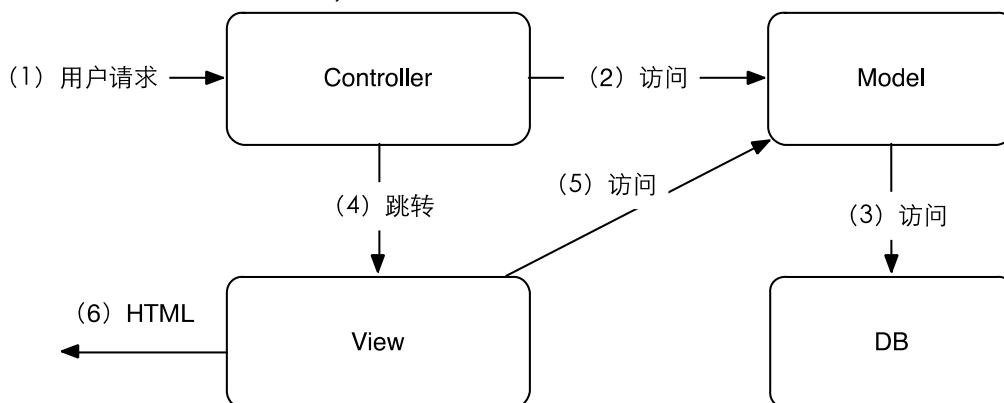 （1）用户请求
Controller
（2）访问
Model
（4）跳转
（5）访问
（3）访问
（6）HTML
View
DB